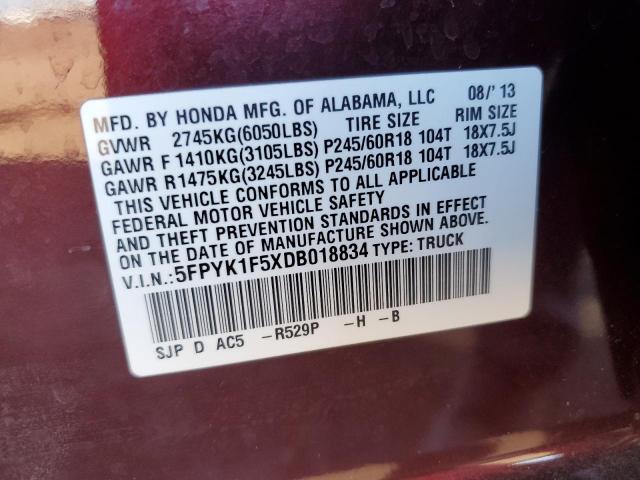 MFD. BY HONDA MFG. OF ALABAMA, LLC 08/'13
GVWR 2745KG(6050LBS) TIRE SIZE RIM SIZE
GAWR F 1410KG(3105LBS) P245/60R18 104T 18X7.5J
GAWR R1475KG(3245LBS) P245/60R18 104T 18X7.5J
THIS VEHICLE CONFORMS TO ALL APPLICABLE
FEDERAL MOTOR VEHICLE SAFETY
AND THEFT PREVENTION STANDARDS IN EFFECT
ON THE DATE OF MANUFACTURE SHOWN ABOVE.
V.I.N.:5FPYK1F5XDB018834 TYPE: TRUCK
SJP D AC5 -R529P -H -B